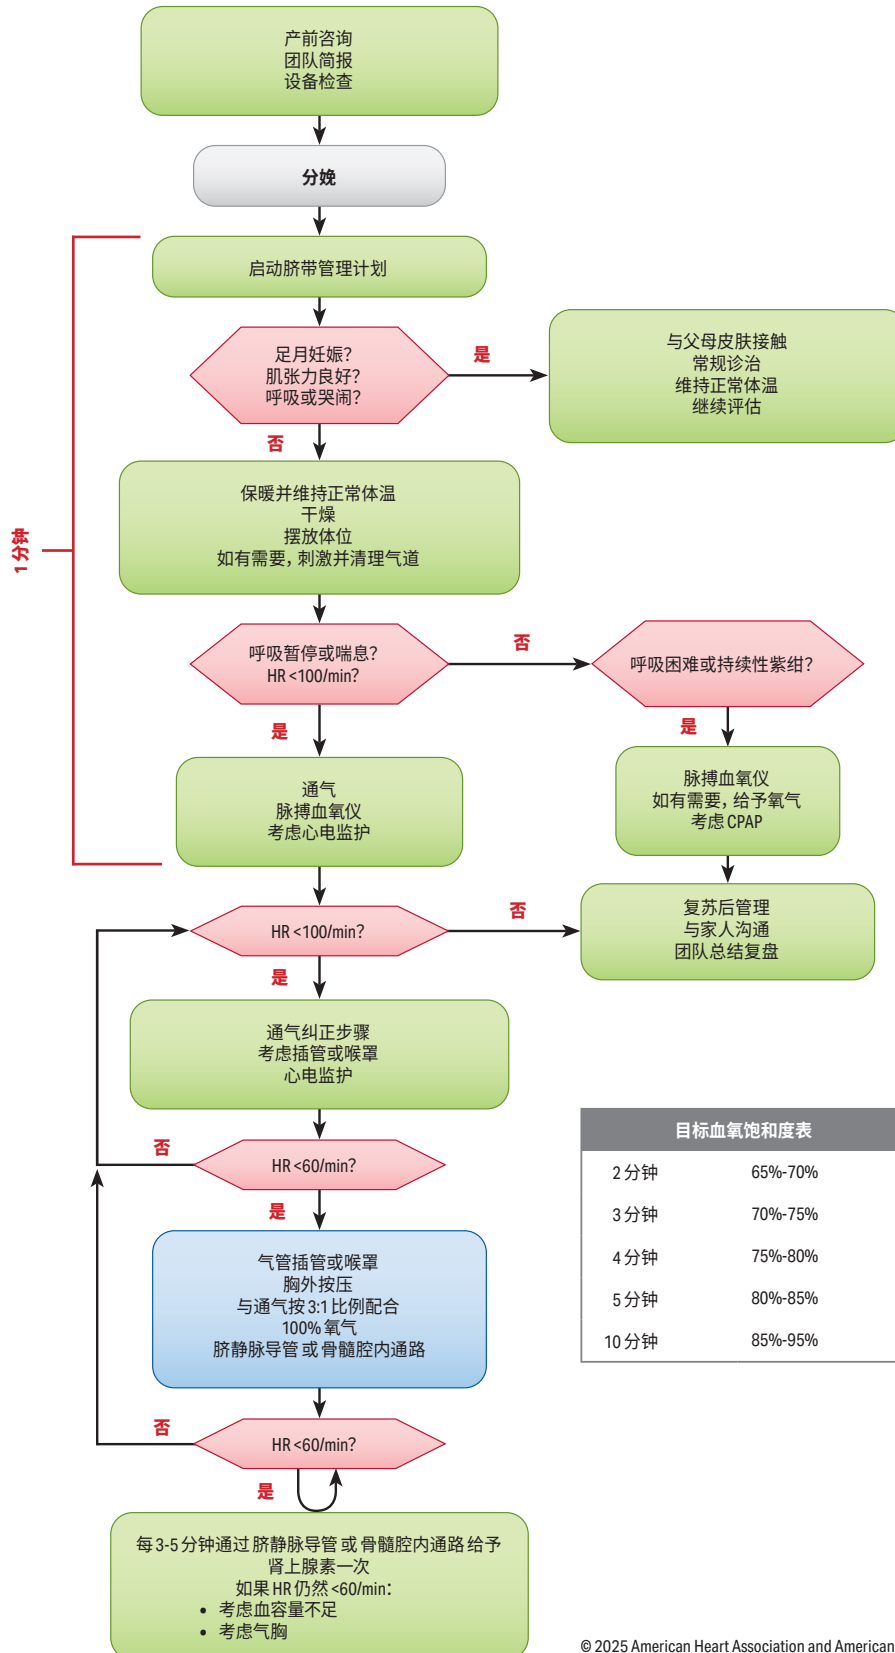 产前咨询
团队简报
设备检查
分娩
启动脐带管理计划
足月妊娠？
肌张力良好？
呼吸或哭闹？
是
与父母皮肤接触
常规诊治
维持正常体温
继续评估
否
保暖并维持正常体温
干燥
摆放体位
如有需要，刺激并清理气道
1 分钟
呼吸暂停或喘息？
HR <100/min？
否
呼吸困难或持续性紫绀？
是
是
通气
脉搏血氧仪
考虑心电监护
脉搏血氧仪
如有需要，给予氧气
考虑 CPAP
HR <100/min？
否
复苏后管理
与家人沟通
团队总结复盘
是
通气纠正步骤
考虑插管或喉罩
心电监护
HR <60/min？
否
是
气管插管或喉罩
胸外按压
与通气按 3:1 比例配合
100% 氧气
脐静脉导管 或 骨髓腔内通路
HR <60/min？
否
是
每 3-5 分钟通过 脐静脉导管 或 骨髓腔内通路 给予
肾上腺素一次
如果 HR 仍然 <60/min：
• 考虑血容量不足
• 考虑气胸
目标血氧饱和度表
2 分钟 65%-70%
3 分钟 70%-75%
4 分钟 75%-80%
5 分钟 80%-85%
10 分钟 85%-95%
© 2025 American Heart Association and American